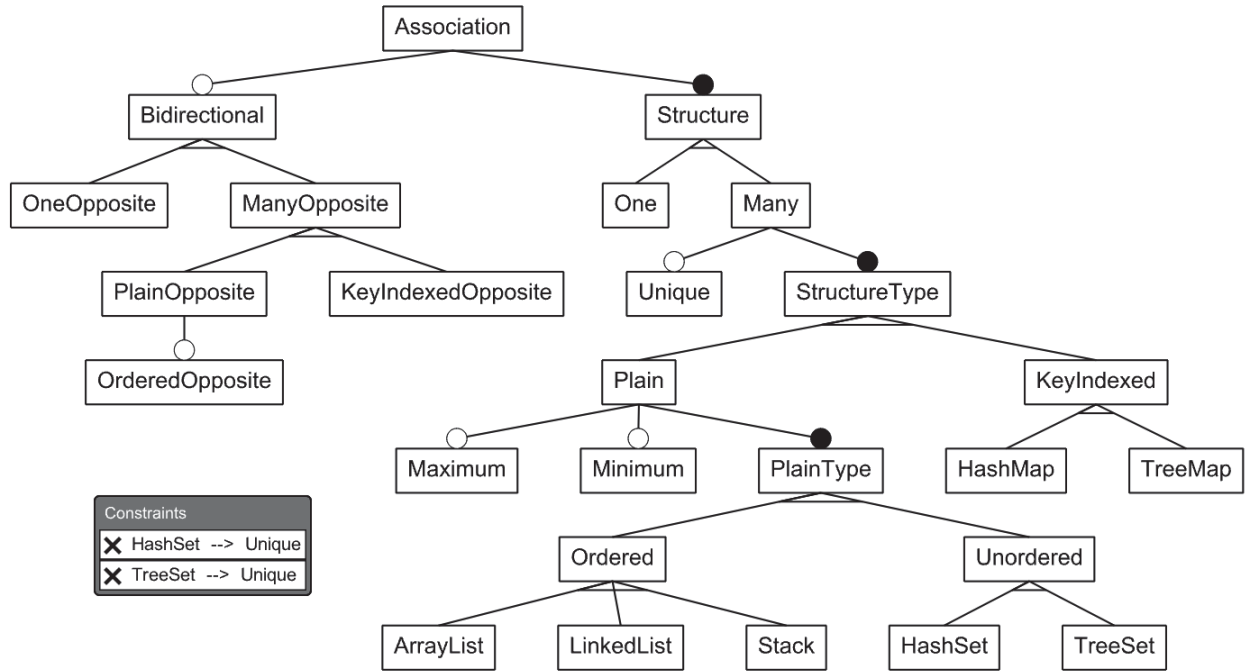 Association
Bidirectional
Structure
OneOpposite
ManyOpposite
One
Many
PlainOpposite
KeyIndexedOpposite
Unique
StructureType
OrderedOpposite
Plain
KeyIndexed
Maximum
Minimum
PlainType
HashMap
TreeMap
Constraints
HashSet --> Unique
TreeSet --> Unique
Ordered
Unordered
ArrayList
LinkedList
Stack
HashSet
TreeSet